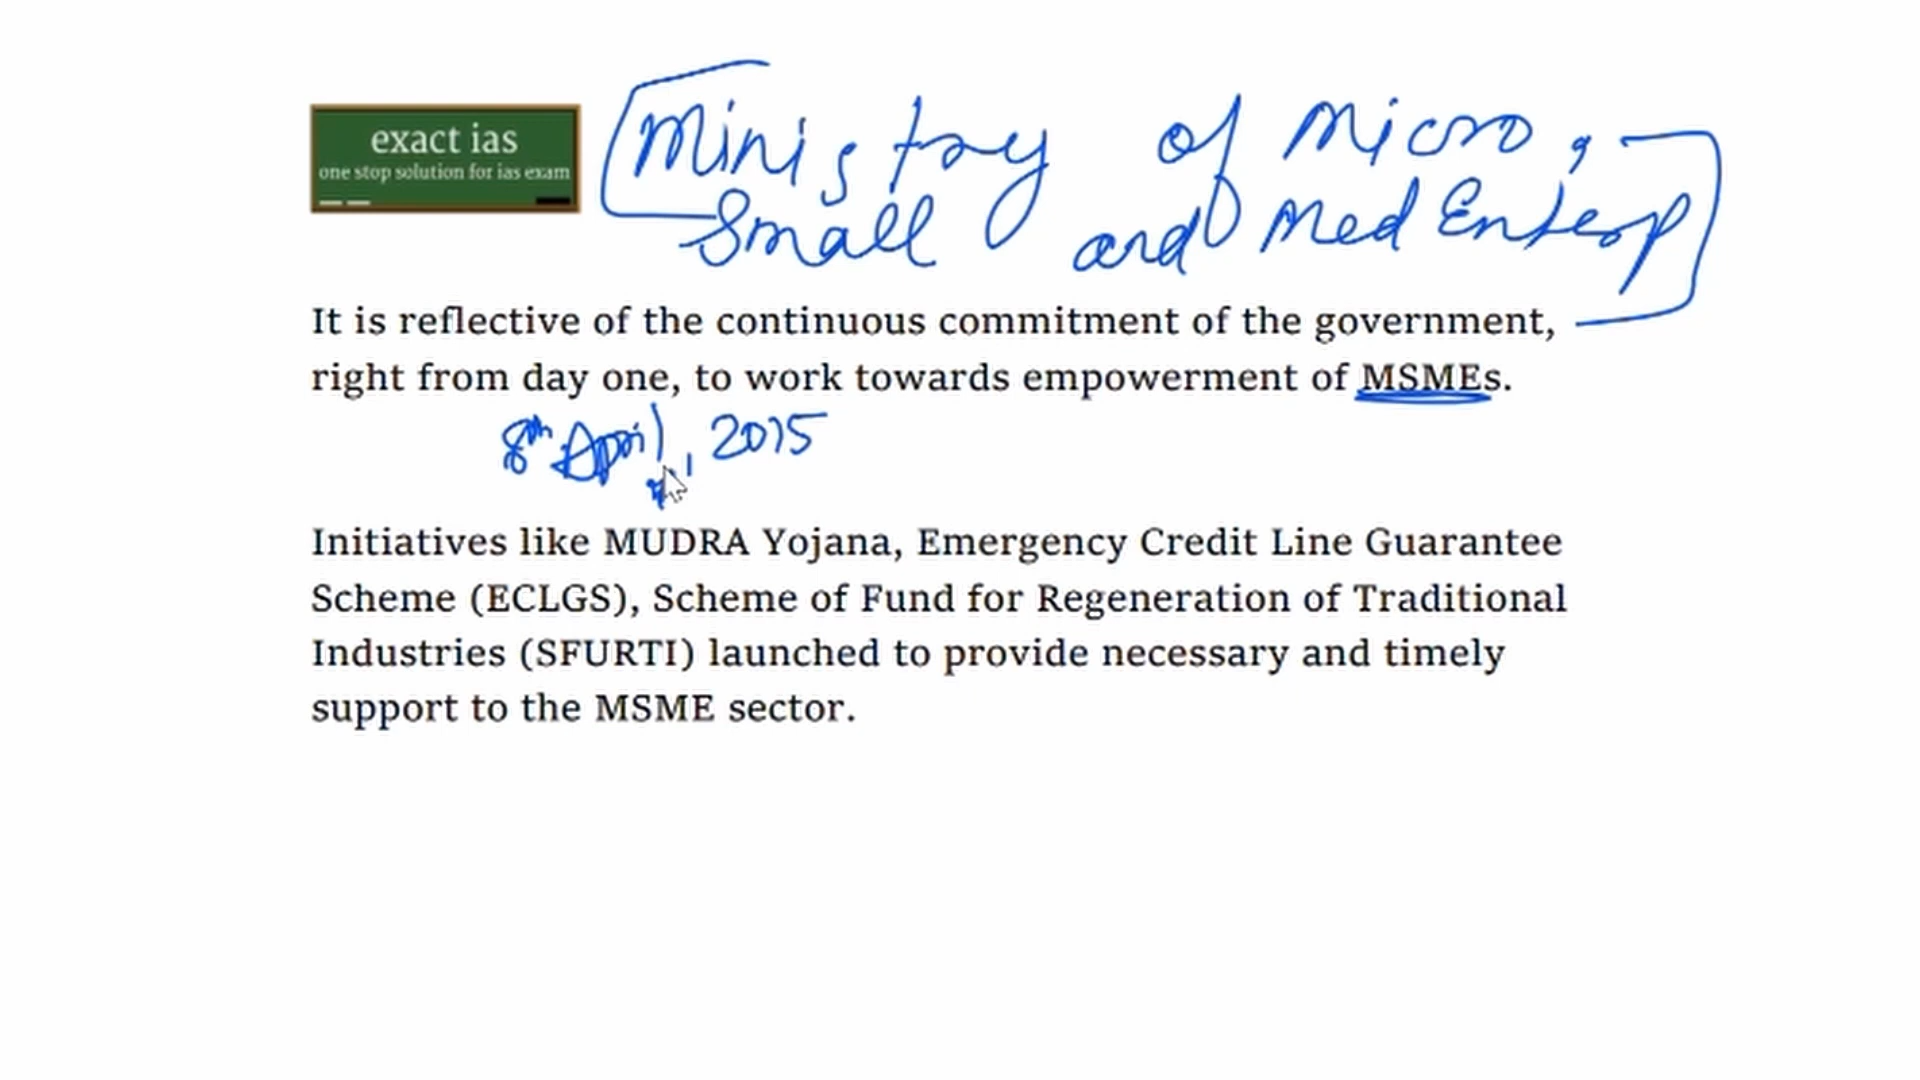 exact ias
one stop solution for ias exam
Ministry of Micro,
Small and Med Enterp
It is reflective of the continuous commitment of the government,
right from day one, to work towards empowerment of MSMEs.
8th April, 2015
Initiatives like MUDRA Yojana, Emergency Credit Line Guarantee
Scheme (ECLGS), Scheme of Fund for Regeneration of Traditional
Industries (SFURTI) launched to provide necessary and timely
support to the MSME sector.